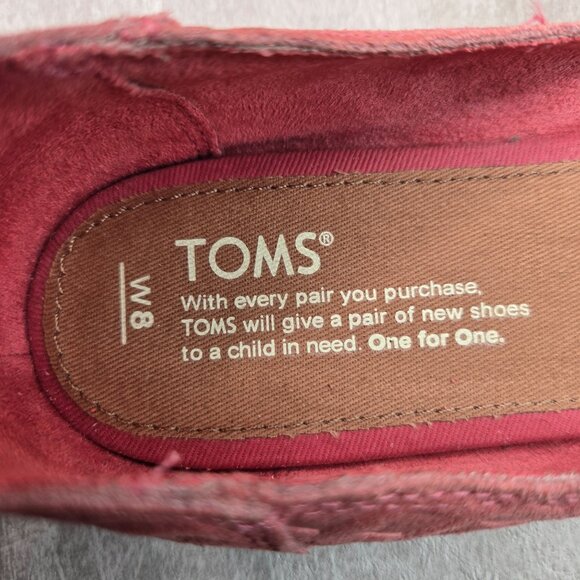 TOMS®
With every pair you purchase,
TOMS will give a pair of new shoes
to a child in need. One for One.
W8